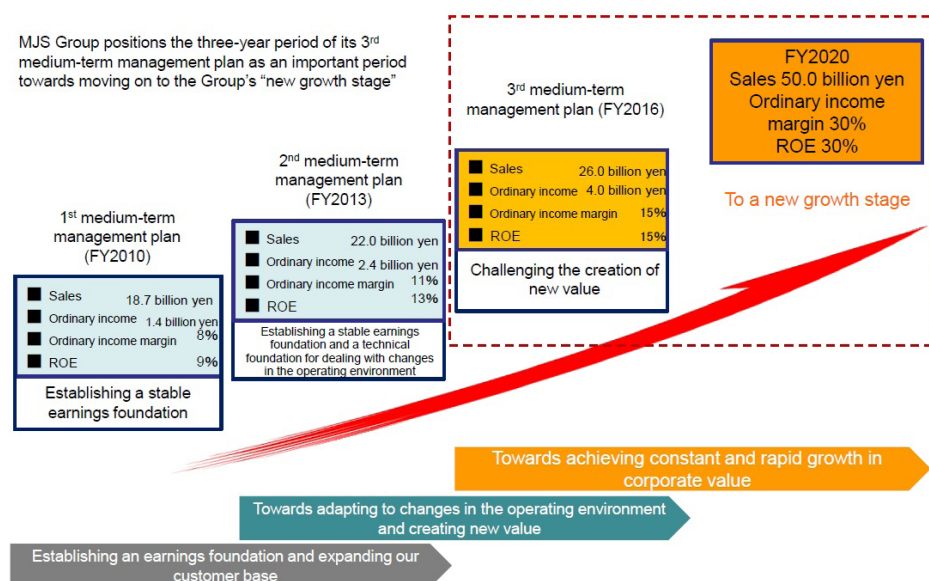 MJS Group positions the three-year period of its 3rd
medium-term management plan as an important period
towards moving on to the Group's "new growth stage"
1st medium-term
management plan
(FY2010)
■ Sales 18.7 billion yen
■ Ordinary income 1.4 billion yen
■ Ordinary income margin 8%
■ ROE 9%
Establishing a stable
earnings foundation
2nd medium-term
management plan
(FY2013)
■ Sales 22.0 billion yen
■ Ordinary income 2.4 billion yen
■ Ordinary income margin 11%
■ ROE 13%
Establishing a stable earnings
foundation and a technical
foundation for dealing with changes
in the operating environment
3rd medium-term
management plan (FY2016)
■ Sales 26.0 billion yen
■ Ordinary income 4.0 billion yen
■ Ordinary income margin 15%
■ ROE 15%
Challenging the creation of
new value
FY2020
Sales 50.0 billion yen
Ordinary income
margin 30%
ROE 30%
To a new growth stage
Towards achieving constant and rapid growth in
corporate value
Towards adapting to changes in the operating environment
and creating new value
Establishing an earnings foundation and expanding our
customer base